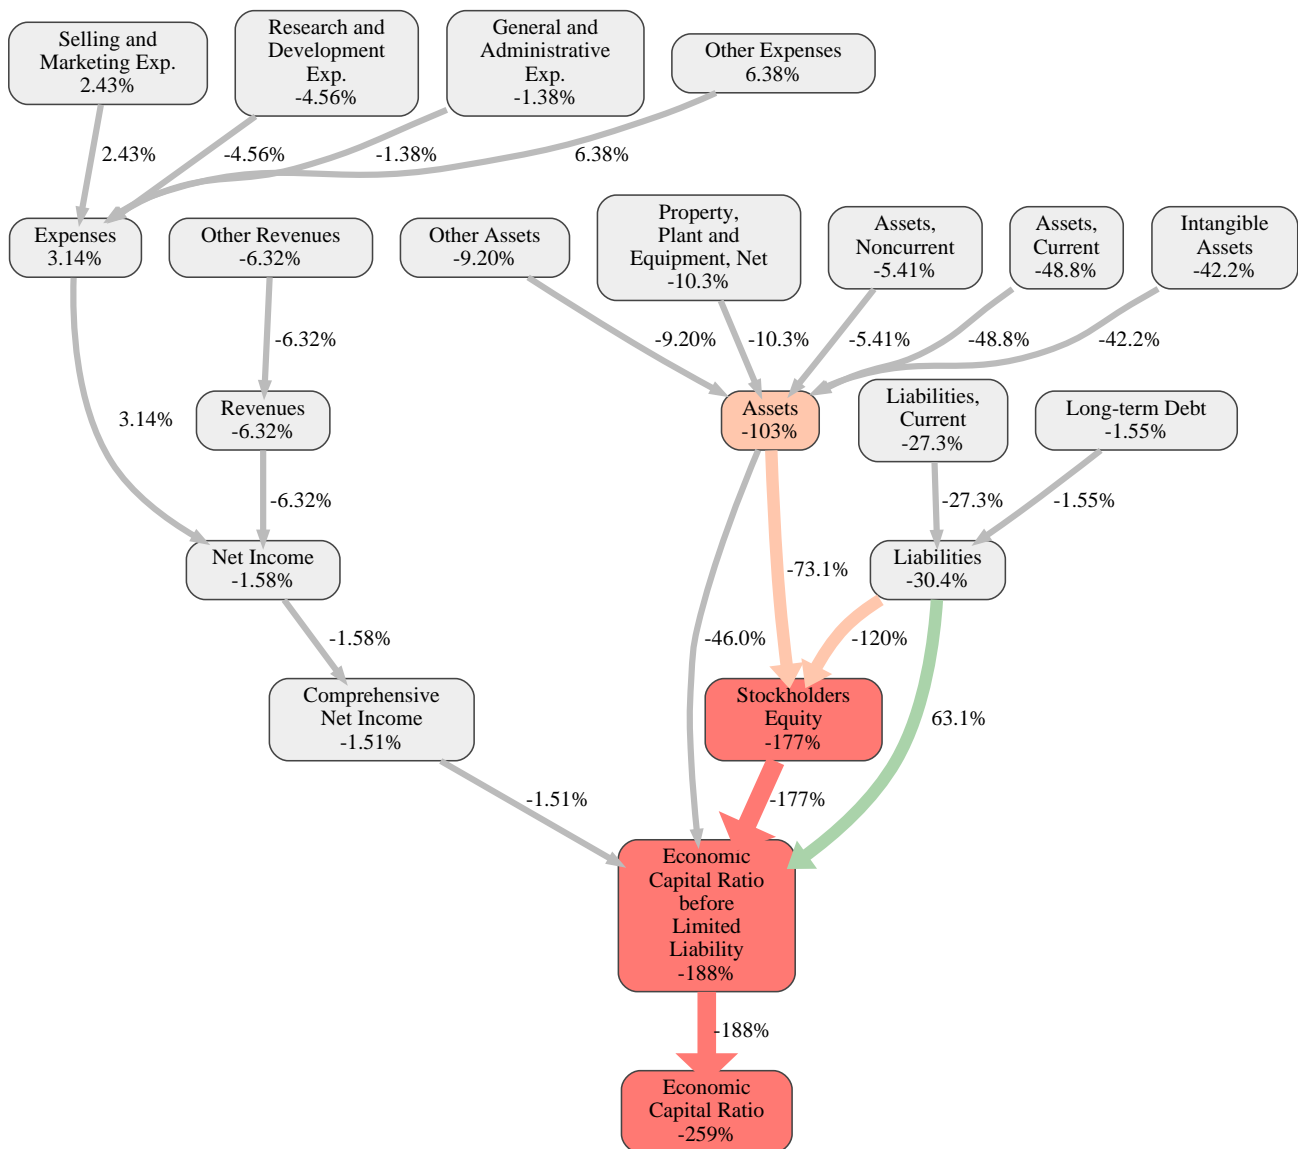 Selling and
Marketing Exp.
2.43%
Research and
Development
Exp.
-4.56%
General and
Administrative
Exp.
-1.38%
Other Expenses
6.38%
2.43%
-4.56%
-1.38%
6.38%
Expenses
3.14%
Other Revenues
-6.32%
Other Assets
-9.20%
Property,
Plant and
Equipment, Net
-10.3%
Assets,
Noncurrent
-5.41%
Assets,
Current
-48.8%
Intangible
Assets
-42.2%
-6.32%
-9.20%
-10.3%
-5.41%
-48.8%
-42.2%
3.14%
Revenues
-6.32%
Assets
-103%
Liabilities,
Current
-27.3%
Long-term Debt
-1.55%
-6.32%
-27.3%
-1.55%
Net Income
-1.58%
-73.1%
Liabilities
-30.4%
-1.58%
-46.0%
-120%
Comprehensive
Net Income
-1.51%
Stockholders
Equity
-177%
63.1%
-1.51%
-177%
Economic
Capital Ratio
before
Limited
Liability
-188%
-188%
Economic
Capital Ratio
-259%